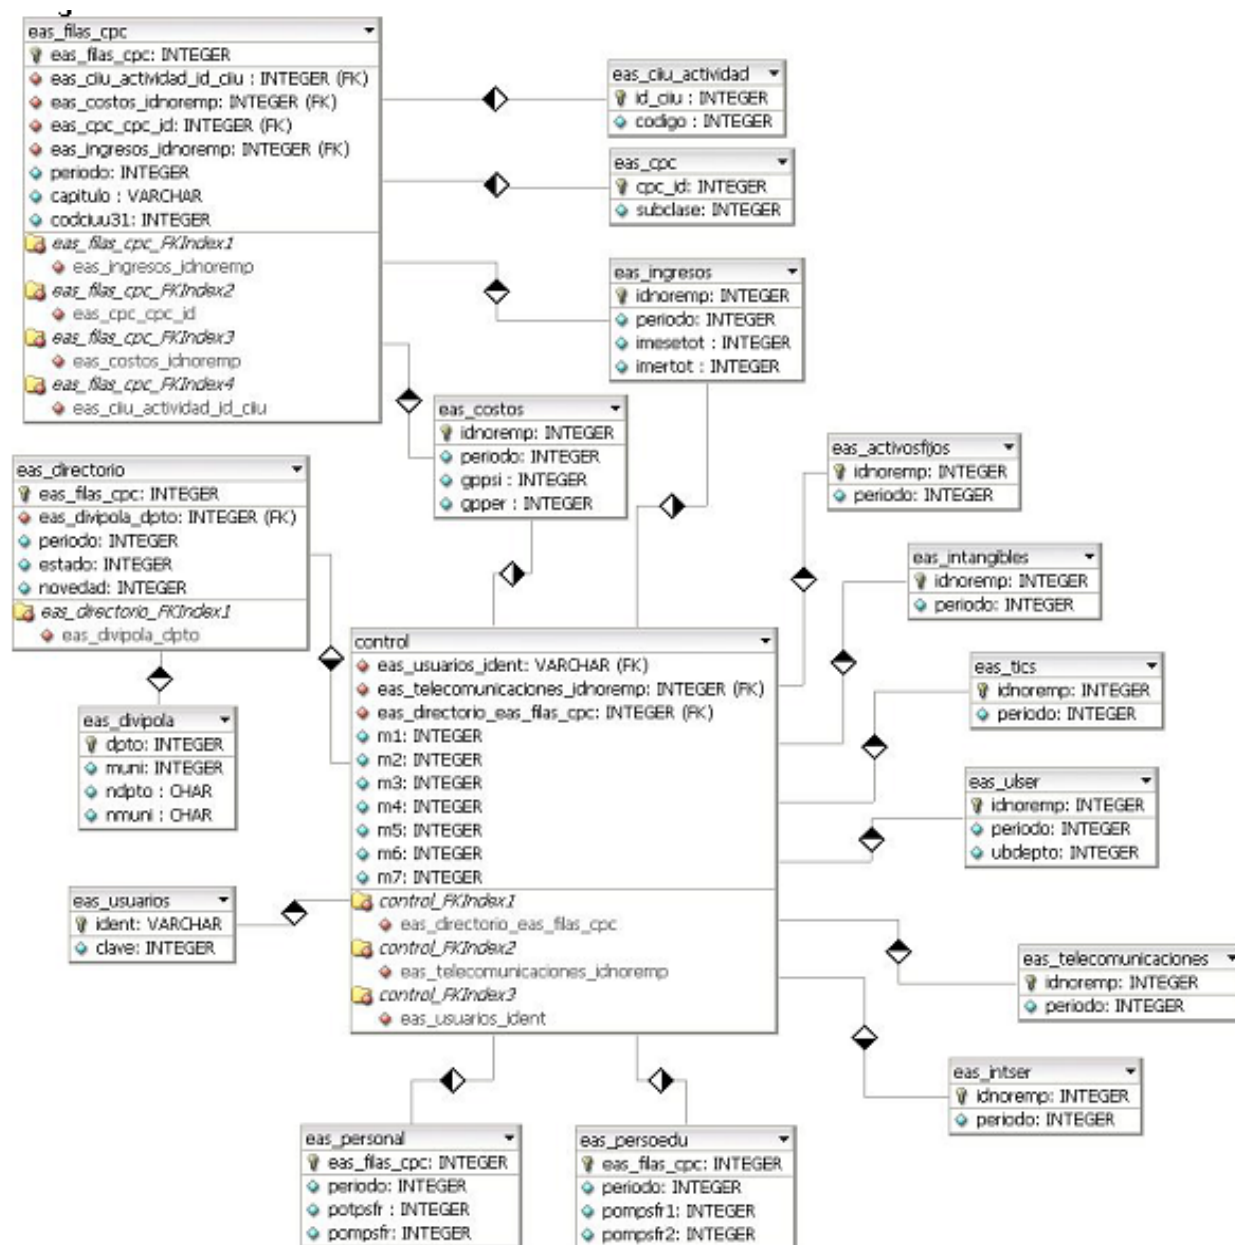 eas_filas_cpc
eas_filas_cpc: INTEGER
eas_ciiu_actividad_id_ciiu : INTEGER (FK)
eas_costos_idnoremp: INTEGER (FK)
eas_cpc_cpc_id: INTEGER (FK)
eas_ingresos_idnoremp: INTEGER (FK)
periodo: INTEGER
capitulo : VARCHAR
codciuu31: INTEGER
eas_filas_cpc_FKIndex1
eas_ingresos_idnoremp
eas_filas_cpc_FKIndex2
eas_cpc_cpc_id
eas_filas_cpc_FKIndex3
eas_costos_idnoremp
eas_filas_cpc_FKIndex4
eas_ciiu_actividad_id_ciiu
eas_ciiu_actividad
id_ciiu : INTEGER
codigo : INTEGER
eas_cpc
cpc_id: INTEGER
subclase: INTEGER
eas_ingresos
idnoremp: INTEGER
periodo: INTEGER
imesetot : INTEGER
imertot : INTEGER
eas_costos
idnoremp: INTEGER
periodo: INTEGER
gppsi : INTEGER
gpper : INTEGER
eas_directorio
eas_filas_cpc: INTEGER
eas_divipola_dpto: INTEGER (FK)
periodo: INTEGER
estado: INTEGER
novedad: INTEGER
eas_directorio_FKIndex1
eas_divipola_dpto
eas_activosfijos
idnoremp: INTEGER
periodo: INTEGER
eas_intangibles
idnoremp: INTEGER
periodo: INTEGER
control
eas_usuarios_ident: VARCHAR (FK)
eas_telecomunicaciones_idnoremp: INTEGER (FK)
eas_directorio_eas_filas_cpc: INTEGER (FK)
m1: INTEGER
m2: INTEGER
m3: INTEGER
m4: INTEGER
m5: INTEGER
m6: INTEGER
m7: INTEGER
control_FKIndex1
eas_directorio_eas_filas_cpc
control_FKIndex2
eas_telecomunicaciones_idnoremp
control_FKIndex3
eas_usuarios_ident
eas_tics
idnoremp: INTEGER
periodo: INTEGER
eas_divipola
dpto: INTEGER
muni: INTEGER
ndpto : CHAR
nmuni : CHAR
eas_ulser
idnoremp: INTEGER
periodo: INTEGER
ubdepto: INTEGER
eas_usuarios
ident: VARCHAR
clave: INTEGER
eas_telecomunicaciones
idnoremp: INTEGER
periodo: INTEGER
eas_intser
idnoremp: INTEGER
periodo: INTEGER
eas_personal
eas_filas_cpc: INTEGER
periodo: INTEGER
potpsfr : INTEGER
pompsfr: INTEGER
eas_persoedu
eas_filas_cpc: INTEGER
periodo: INTEGER
pompsfr1: INTEGER
pompsfr2: INTEGER